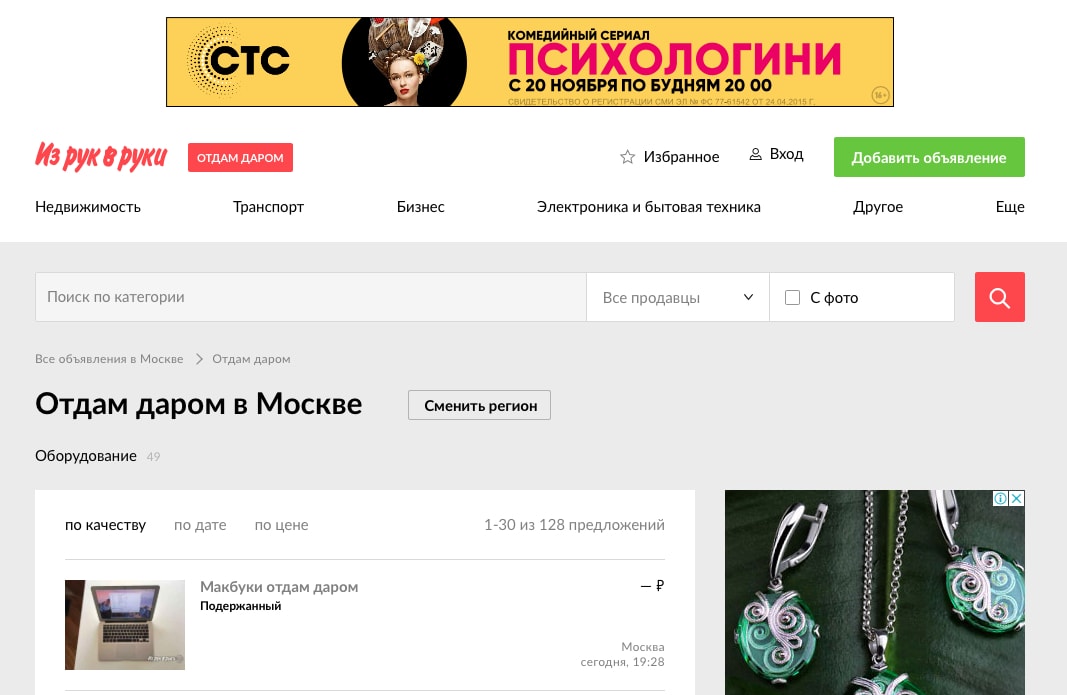 СТС
КОМЕДИЙНЫЙ СЕРИАЛ
ПСИХОЛОГИНИ
С 20 НОЯБРЯ ПО БУДНЯМ 20 00
СВИДЕТЕЛЬСТВО О РЕГИСТРАЦИИ СМИ ЭЛ № ФС 77-61542 ОТ 24.04.2015 Г.
16+
Из рук в руки
ОТДАМ ДАРОМ
Избранное
Вход
Добавить объявление
Недвижимость
Транспорт
Бизнес
Электроника и бытовая техника
Другое
Еще
Поиск по категории
Все продавцы
С фото
Все объявления в Москве
Отдам даром
Отдам даром в Москве
Сменить регион
Оборудование 49
по качеству
по дате
по цене
1-30 из 128 предложений
Макбуки отдам даром
— ₽
Подержанный
Москва
сегодня, 19:28